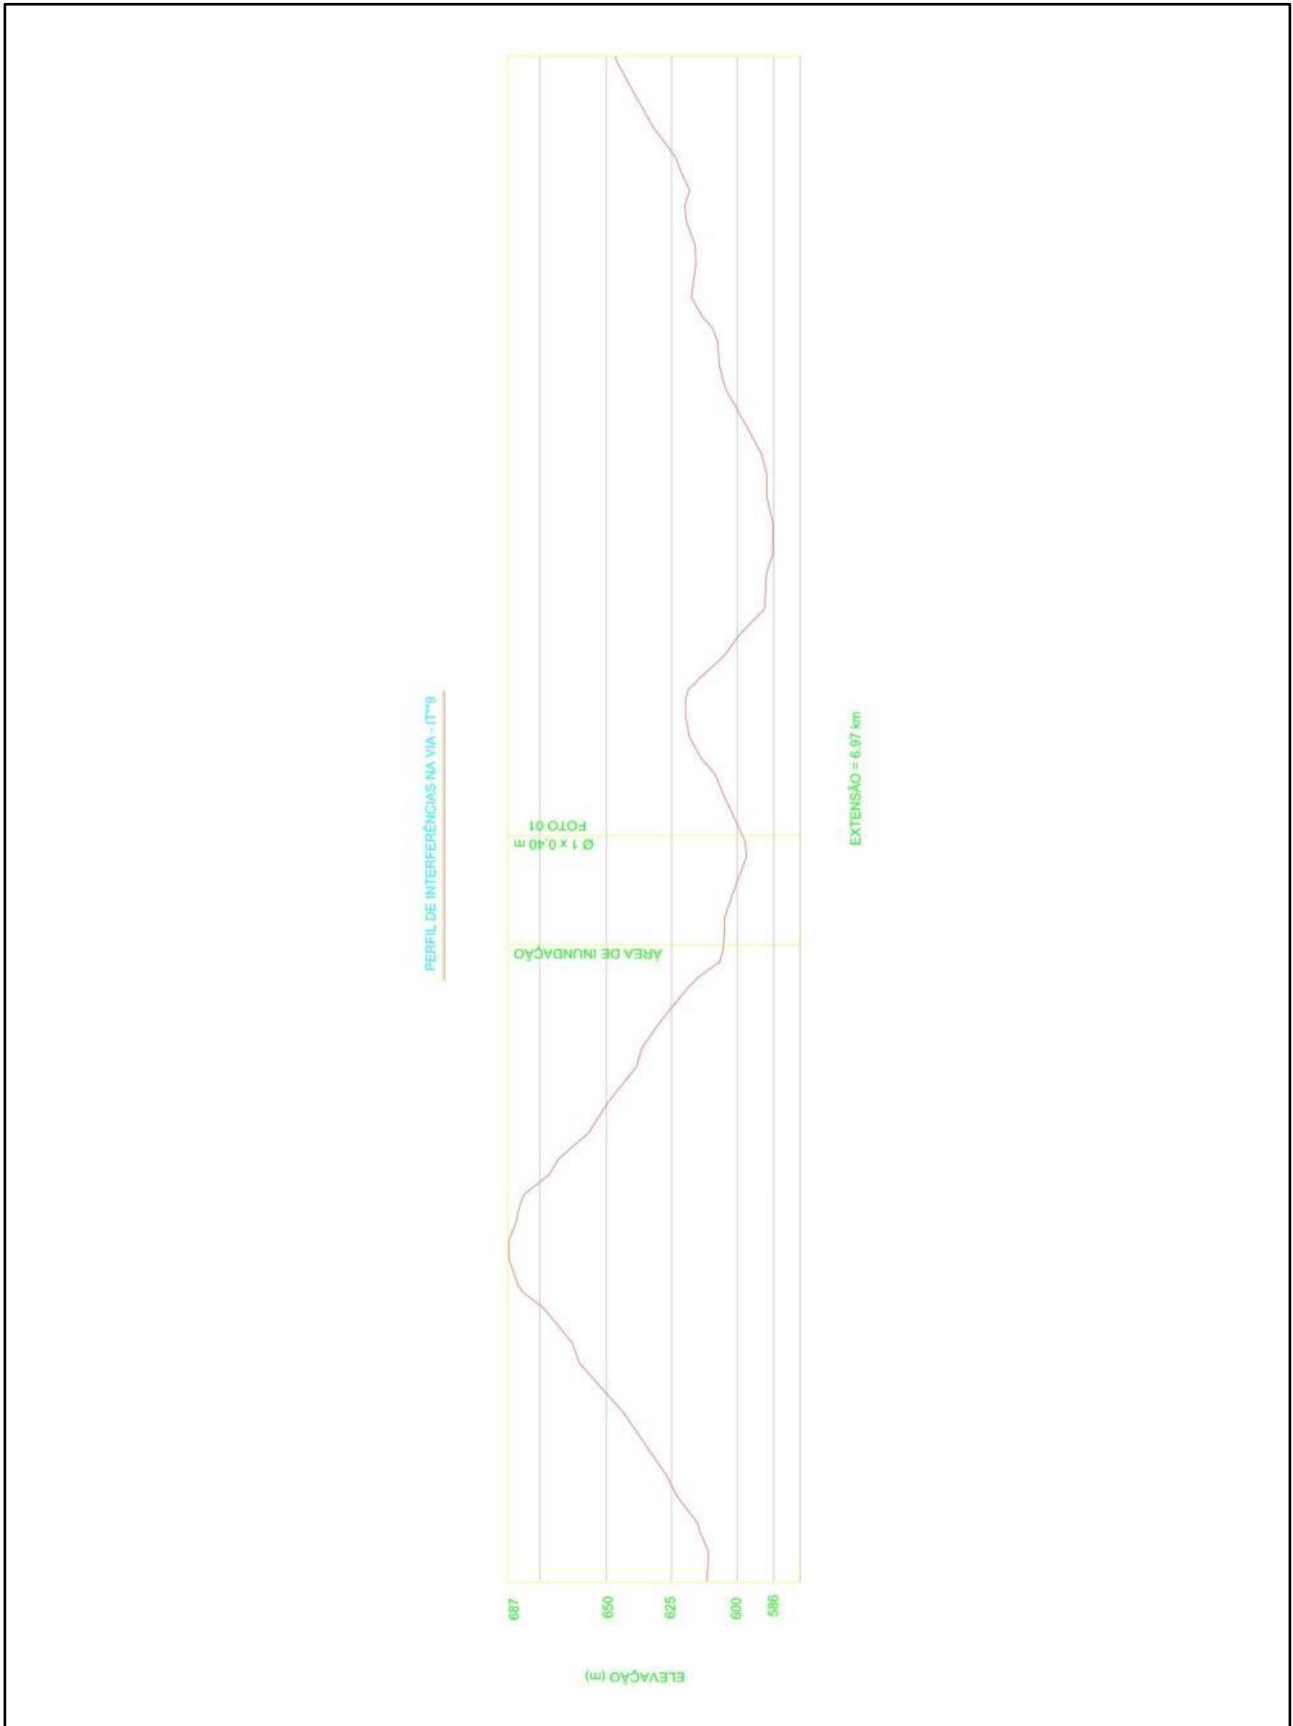 PERFIL DE INTERFERÊNCIAS NA VIA - IT**9
ELEVAÇÃO (m)
687
650
625
600
586
ÁREA DE INUNDAÇÃO
Ø 1 x 0,40 m
FOTO 01
EXTENSÃO = 6.97 km